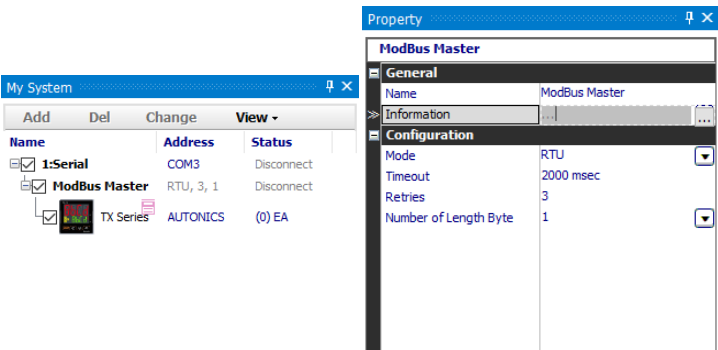 My System
Add Del Change View
Name Address Status
1:Serial COM3 Disconnect
ModBus Master RTU, 3, 1 Disconnect
TX Series AUTONICS (0) EA
Property
ModBus Master
General
Name ModBus Master
Information ... ...
Configuration
Mode RTU
Timeout 2000 msec
Retries 3
Number of Length Byte 1